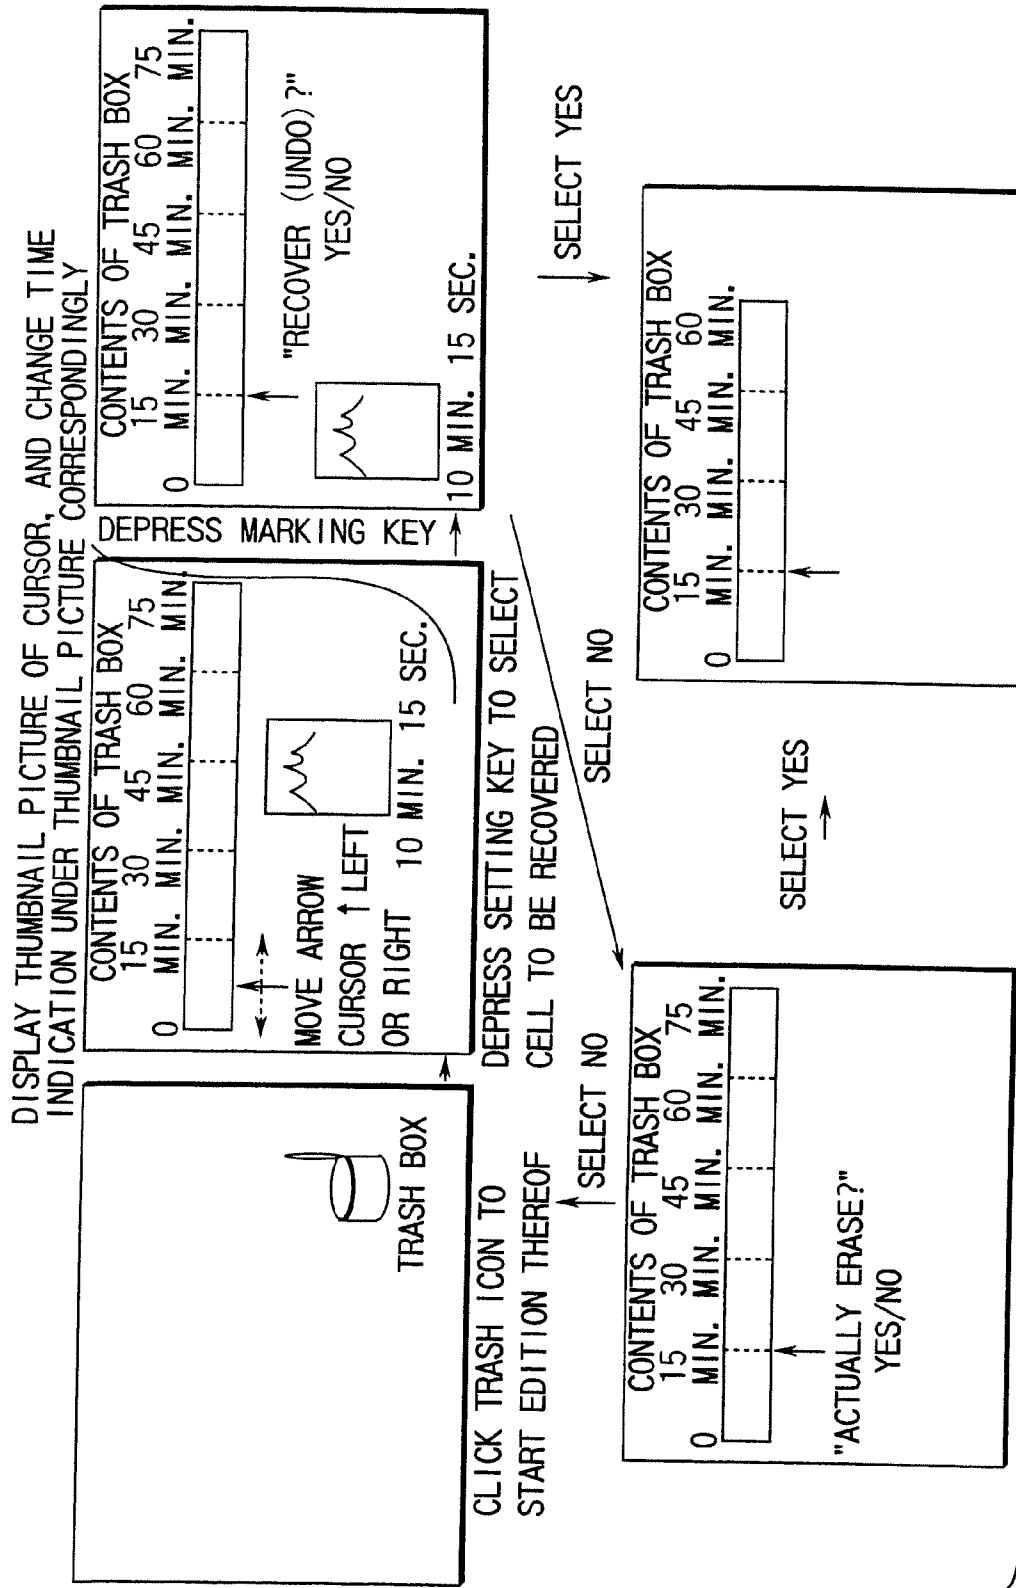 DISPLAY THUMBNAIL PICTURE OF CURSOR, AND CHANGE TIME
INDICATION UNDER THUMBNAIL PICTURE CORRESPONDINGLY
TRASH BOX
CLICK TRASH ICON TO
START EDITION THEREOF
CONTENTS OF TRASH BOX
15 30 45 60 75
0 MIN. MIN. MIN. MIN. MIN.
MOVE ARROW
CURSOR ↑ LEFT
OR RIGHT
10 MIN. 15 SEC.
DEPRESS SETTING KEY TO SELECT
CELL TO BE RECOVERED
DEPRESS MARKING KEY
CONTENTS OF TRASH BOX
15 30 45 60 75
0 MIN. MIN. MIN. MIN. MIN.
"RECOVER (UNDO)?"
YES/NO
10 MIN. 15 SEC.
SELECT NO
SELECT NO
SELECT YES
CONTENTS OF TRASH BOX
15 30 45 60 75
0 MIN. MIN. MIN. MIN. MIN.
"ACTUALLY ERASE?"
YES/NO
SELECT YES
CONTENTS OF TRASH BOX
15 30 45 60
0 MIN. MIN. MIN. MIN.